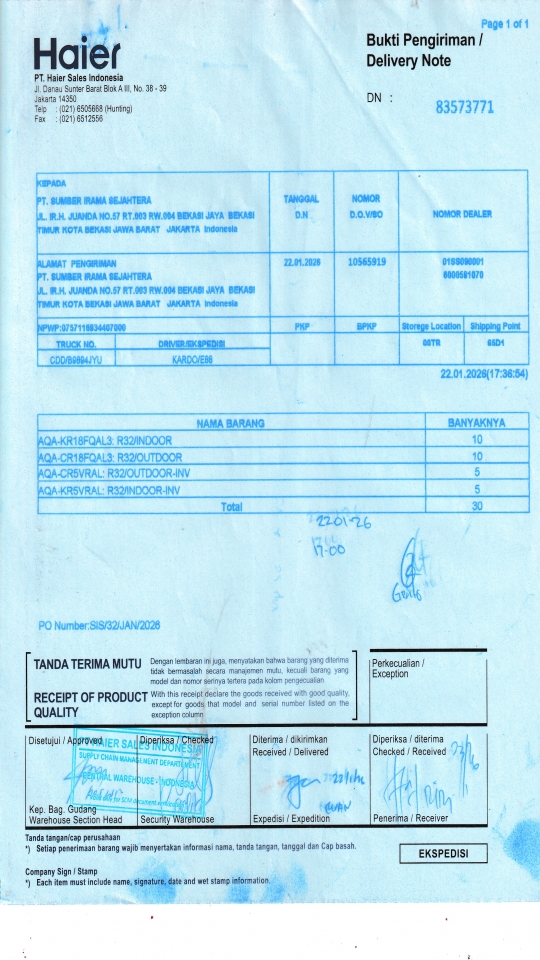 Page 1 of 1
Haier
Bukti Pengiriman /
Delivery Note
PT. Haier Sales Indonesia
Jl. Danau Sunter Barat Blok A III, No. 38 - 39
Jakarta 14350
Telp : (021) 6505668 (Hunting)
Fax : (021) 6512556
DN : 83573771
KEPADA
PT. SUMBER IRAMA SEJAHTERA
JL. IR.H. JUANDA NO.57 RT.003 RW.004 BEKASI JAYA BEKASI
TIMUR KOTA BEKASI JAWA BARAT JAKARTA Indonesia
TANGGAL
D.N
NOMOR
D.O.V/SO
NOMOR DEALER
ALAMAT PENGIRIMAN
PT. SUMBER IRAMA SEJAHTERA
JL. IR.H. JUANDA NO.57 RT.003 RW.004 BEKASI JAYA BEKASI
TIMUR KOTA BEKASI JAWA BARAT JAKARTA Indonesia
22.01.2026
10565919
PKP
BPKP
Storege Location
Shipping Point
TRUCK NO.
DRIVER/EKSPEDISI
CDD/B9894JYU
KARDO/E86
22.01.2026(17:36:54)
NAMA BARANG
BANYAKNYA
AQA-KR18FQAL3: R32/INDOOR
10
AQA-CR18FQAL3: R32/OUTDOOR
10
AQA-CR5VRAL: R32/OUTDOOR-INV
5
AQA-KR5VRAL: R32/INDOOR-INV
5
Total
30
22 01-26
17-00
PO Number:SIS/32/JAN/2026
TANDA TERIMA MUTU
Dengan lembaran ini juga, menyatakan bahwa barang yang diterima
tidak bermasalah secara manajemen mutu, kecuali barang yang
model dan nomor serinya tertera pada kolom pengecualian
RECEIPT OF PRODUCT
QUALITY
With this receipt declare the goods received with good quality,
except for goods that model and serial number listed on the
exception column
Perkecualian /
Exception
Disetujui / Approved
Diperiksa / Checked
Diterima / dikirimkan
Received / Delivered
Diperiksa / diterima
Checked / Received
HAIER SALES INDONESIA
SUPPLY CHAIN MANAGEMENT DEPARTEMENT
CENTRAL WAREHOUSE - INDONESIA
Kep. Bag. Gudang
Warehouse Section Head
Security Warehouse
Expedisi / Expedition
Penerima / Receiver
Tanda tangan/cap perusahaan
*) Setiap penerimaan barang wajib menyertakan informasi nama, tanda tangan, tanggal dan Cap basah.
EKSPEDISI
Company Sign / Stamp
*) Each item must include name, signature, date and wet stamp information.